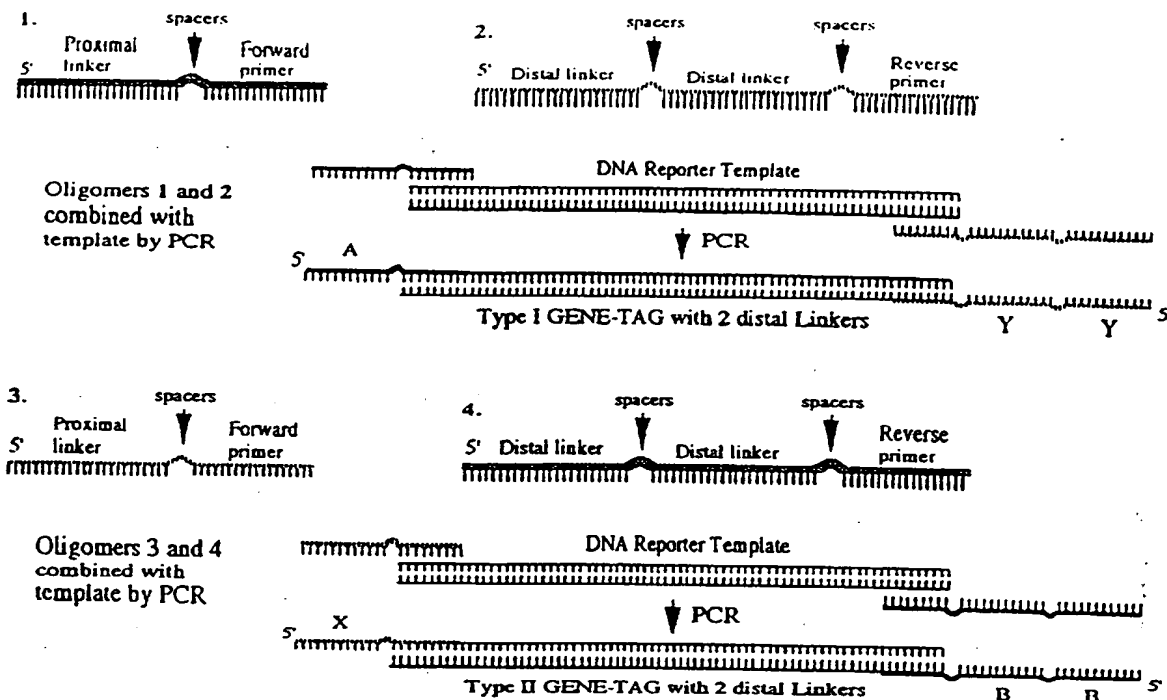 1.
spacers
Proximal linker
Forward primer
5'
2.
spacers
spacers
5'
Distal linker
Distal linker
Reverse primer
Oligomers 1 and 2
combined with
template by PCR
DNA Reporter Template
PCR
5'
A
Type I GENE-TAG with 2 distal Linkers
Y
Y
5'
3.
spacers
Proximal linker
Forward primer
5'
4.
spacers
spacers
5'
Distal linker
Distal linker
Reverse primer
Oligomers 3 and 4
combined with
template by PCR
DNA Reporter Template
PCR
5'
X
Type II GENE-TAG with 2 distal Linkers
B
B
5'